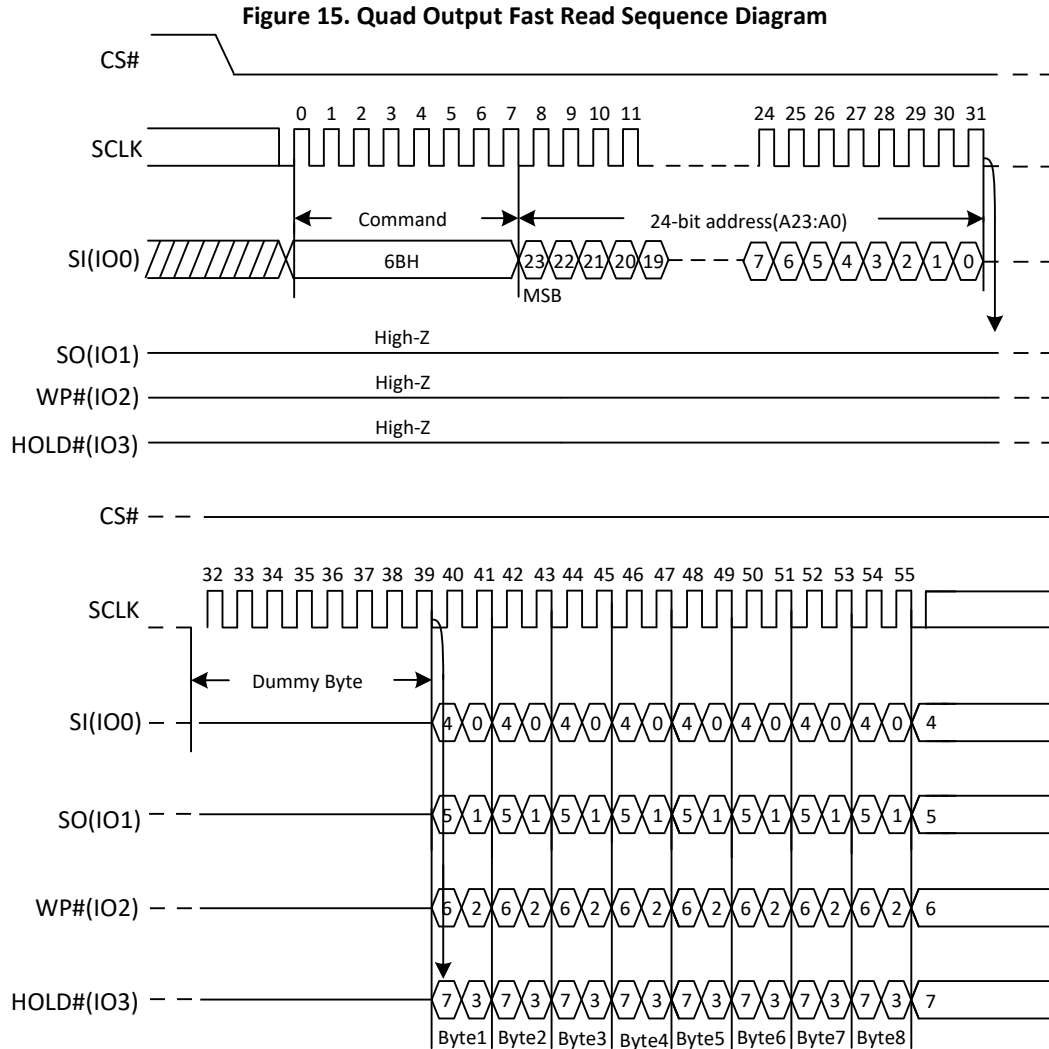 Figure 15. Quad Output Fast Read Sequence Diagram
CS#
0 1 2 3 4 5 6 7 8 9 10 11 24 25 26 27 28 29 30 31
SCLK
Command 24-bit address(A23:A0)
SI(IO0) 6BH 23 22 21 20 19 7 6 5 4 3 2 1 0
MSB
High-Z
SO(IO1)
High-Z
WP#(IO2)
High-Z
HOLD#(IO3)
CS#
32 33 34 35 36 37 38 39 40 41 42 43 44 45 46 47 48 49 50 51 52 53 54 55
SCLK
Dummy Byte
SI(IO0) 4 0 4 0 4 0 4 0 4 0 4 0 4 0 4 0 4
SO(IO1) 5 1 5 1 5 1 5 1 5 1 5 1 5 1 5 1 5
WP#(IO2) 6 2 6 2 6 2 6 2 6 2 6 2 6 2 6 2 6
HOLD#(IO3) 7 3 7 3 7 3 7 3 7 3 7 3 7 3 7 3 7
Byte1 Byte2 Byte3 Byte4 Byte5 Byte6 Byte7 Byte8